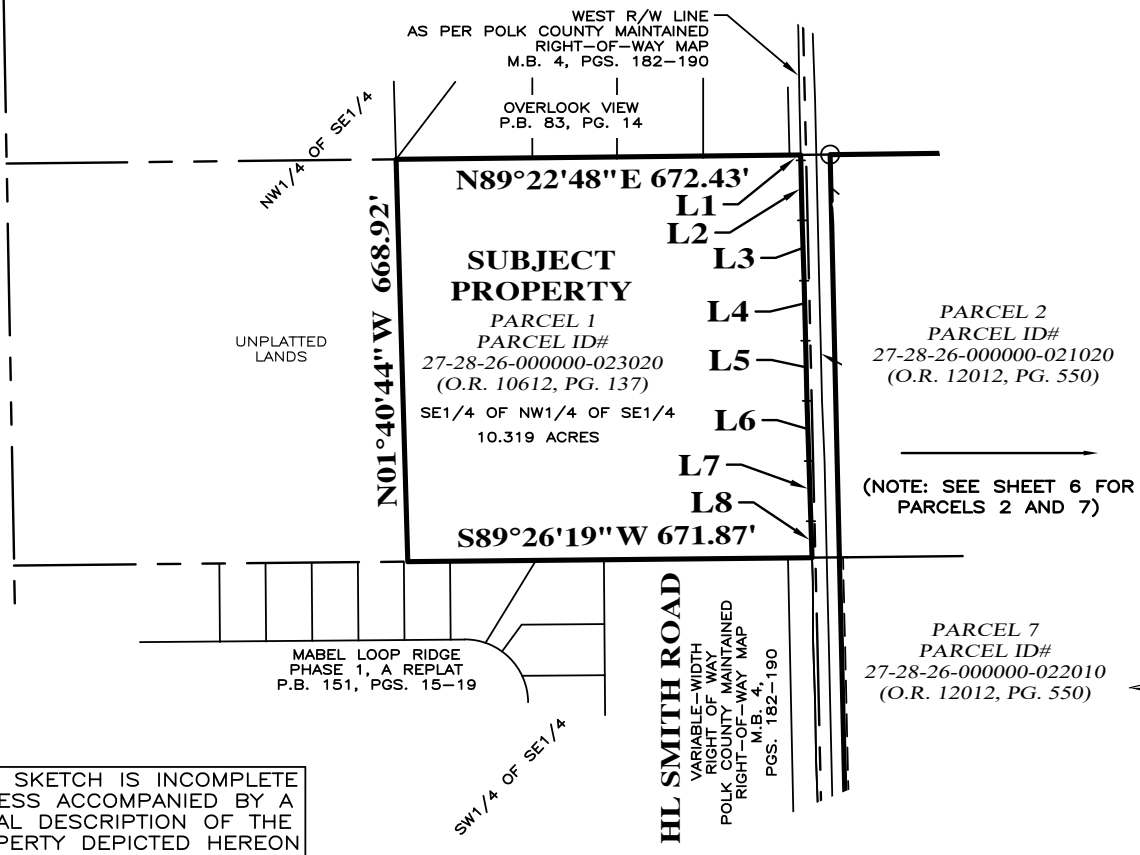 WEST R/W LINE
AS PER POLK COUNTY MAINTAINED
RIGHT-OF-WAY MAP
M.B. 4, PGS. 182-190
OVERLOOK VIEW
P.B. 83, PG. 14
NW1/4 OF SE1/4
N89°22'48"E 672.43'
L1
L2
L3
L4
L5
L6
L7
L8
N01°40'44"W 668.92'
SUBJECT
PROPERTY
PARCEL 1
PARCEL ID#
27-28-26-000000-023020
(O.R. 10612, PG. 137)
SE1/4 OF NW1/4 OF SE1/4
10.319 ACRES
UNPLATTED
LANDS
PARCEL 2
PARCEL ID#
27-28-26-000000-021020
(O.R. 12012, PG. 550)
(NOTE: SEE SHEET 6 FOR
PARCELS 2 AND 7)
S89°26'19"W 671.87'
MABEL LOOP RIDGE
PHASE 1, A REPLAT
P.B. 151, PGS. 15-19
HL SMITH ROAD
VARIABLE-WIDTH
RIGHT OF WAY
POLK COUNTY MAINTAINED
RIGHT-OF-WAY MAP
M.B. 4,
PGS. 182-190
PARCEL 7
PARCEL ID#
27-28-26-000000-022010
(O.R. 12012, PG. 550)
SW1/4 OF SE1/4
SKETCH IS INCOMPLETE
ESS ACCOMPANIED BY A
AL DESCRIPTION OF THE
PERTY DEPICTED HEREON